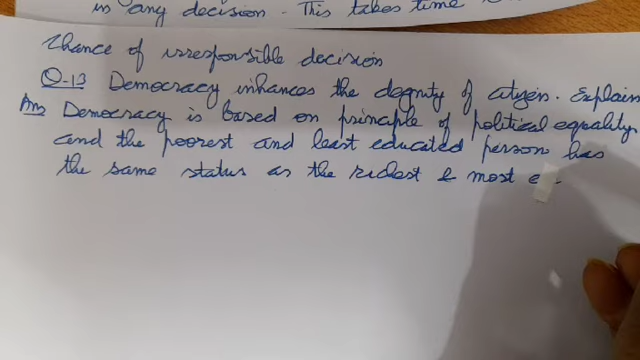 in any decision - This takes time
chance of irresponsible decision
Q-13 Democracy inhances the degnity of citizen. Explain
Ans Democracy is based on principle of political equality
and the poorest and least educated person has
the same status as the richest & most e